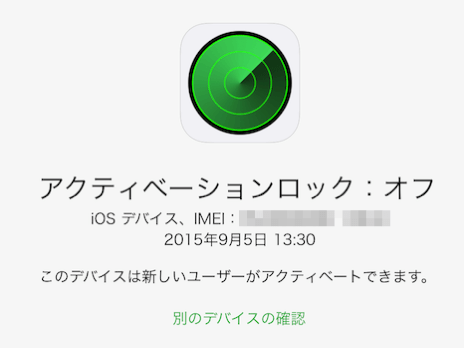 アクティベーションロック：オフ
iOS デバイス、IMEI：
2015年9月5日 13:30
このデバイスは新しいユーザーがアクティベートできます。
別のデバイスの確認